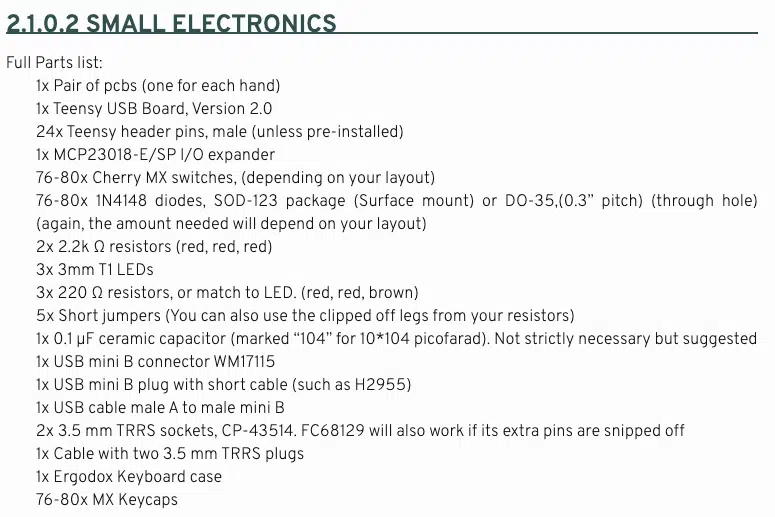 2.1.0.2 SMALL ELECTRONICS
Full Parts list:
1x Pair of pcbs (one for each hand)
1x Teensy USB Board, Version 2.0
24x Teensy header pins, male (unless pre-installed)
1x MCP23018-E/SP I/O expander
76-80x Cherry MX switches, (depending on your layout)
76-80x 1N4148 diodes, SOD-123 package (Surface mount) or DO-35,(0.3” pitch) (through hole)
(again, the amount needed will depend on your layout)
2x 2.2k Ω resistors (red, red, red)
3x 3mm T1 LEDs
3x 220 Ω resistors, or match to LED. (red, red, brown)
5x Short jumpers (You can also use the clipped off legs from your resistors)
1x 0.1 µF ceramic capacitor (marked “104” for 10*104 picofarad). Not strictly necessary but suggested
1x USB mini B connector WM17115
1x USB mini B plug with short cable (such as H2955)
1x USB cable male A to male mini B
2x 3.5 mm TRRS sockets, CP-43514. FC68129 will also work if its extra pins are snipped off
1x Cable with two 3.5 mm TRRS plugs
1x Ergodox Keyboard case
76-80x MX Keycaps